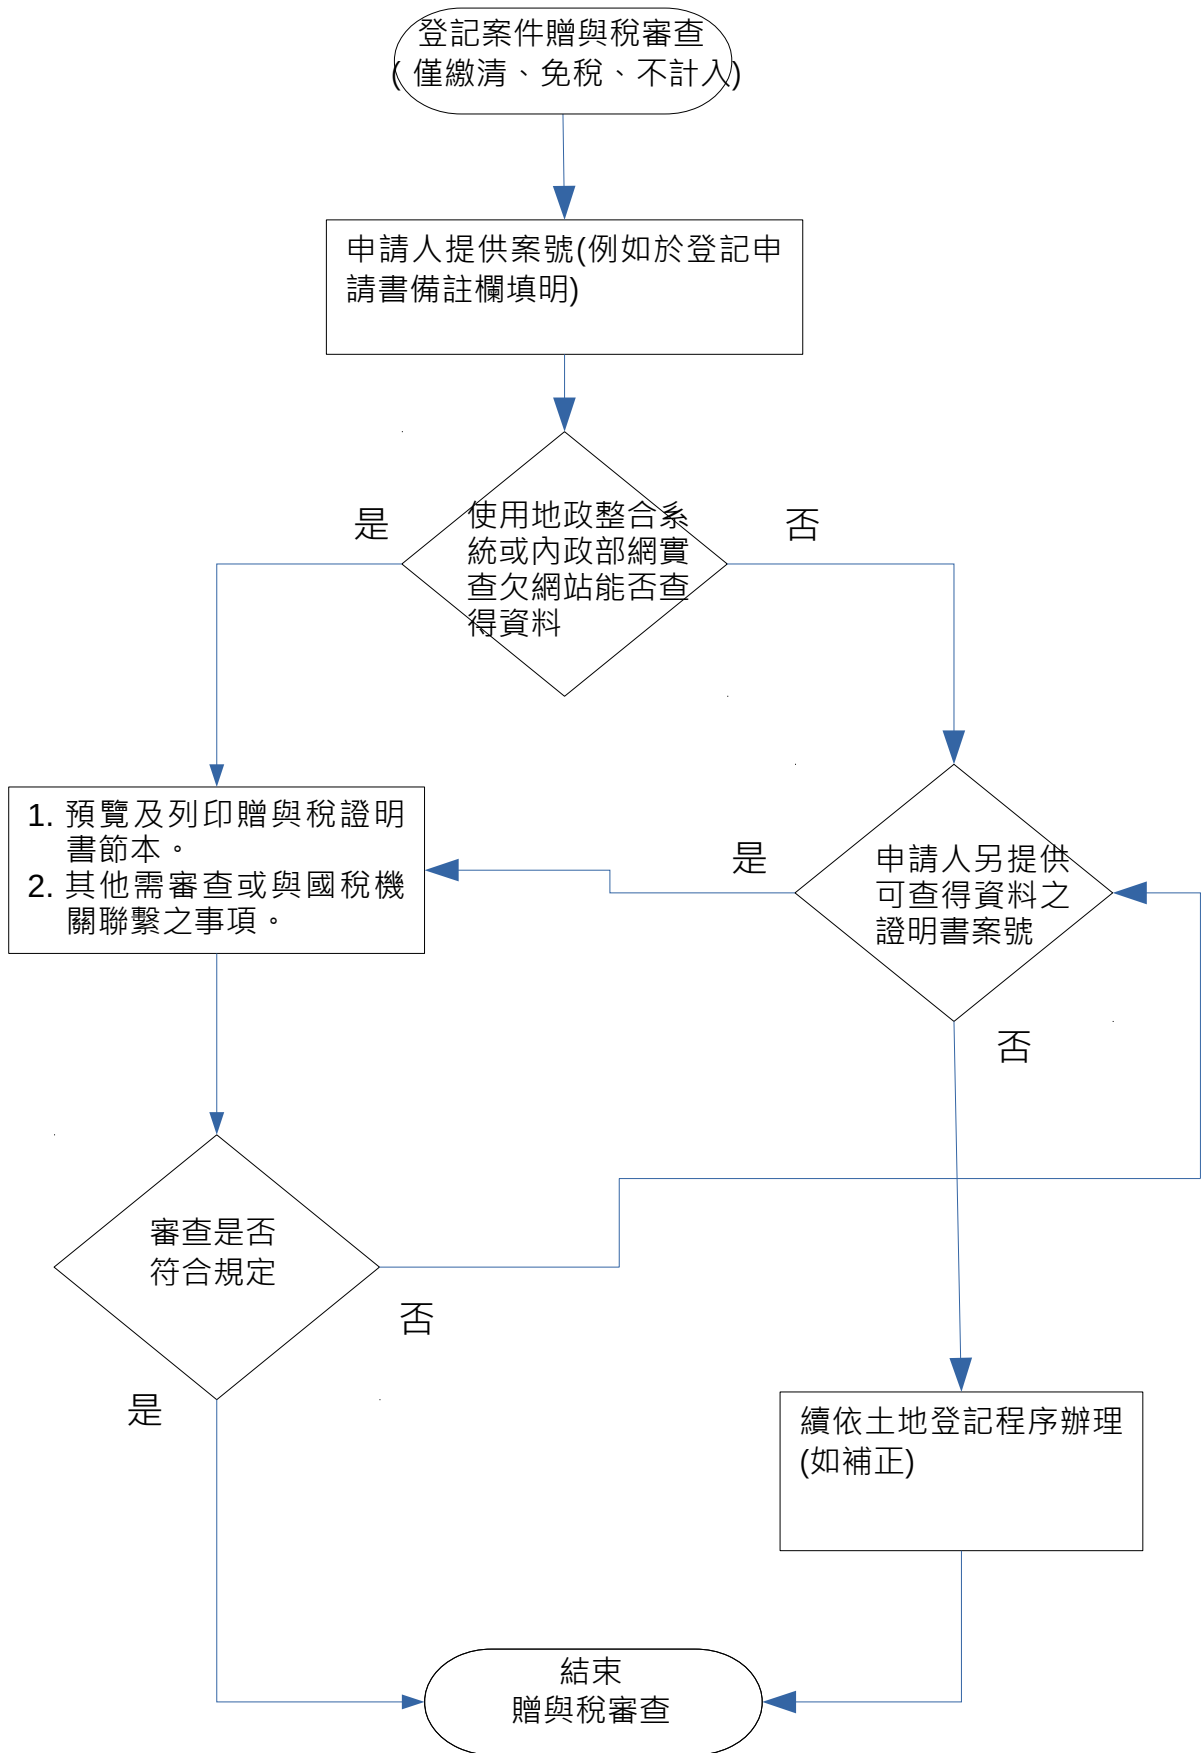 登記案件贈與稅審查
( 僅繳清、免稅、不計入)
申請人提供案號(例如於登記申
請書備註欄填明)
是
否
使用地政整合系
統或內政部網實
查欠網站能否查
得資料
1. 預覽及列印贈與稅證明
書節本。
2. 其他需審查或與國稅機
關聯繫之事項。
是
申請人另提供
可查得資料之
證明書案號
否
審查是否
符合規定
否
是
續依土地登記程序辦理
(如補正)
結束
贈與稅審查